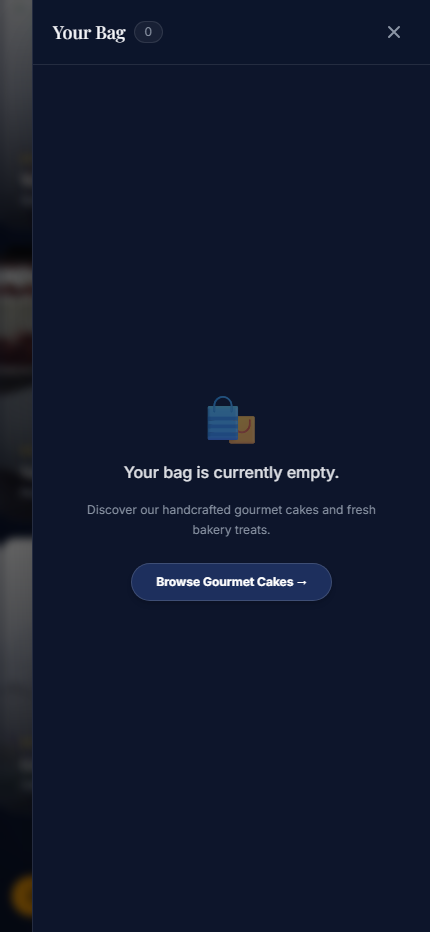 Your Bag 0 ✕
Your bag is currently empty.
Discover our handcrafted gourmet cakes and fresh
bakery treats.
Browse Gourmet Cakes →